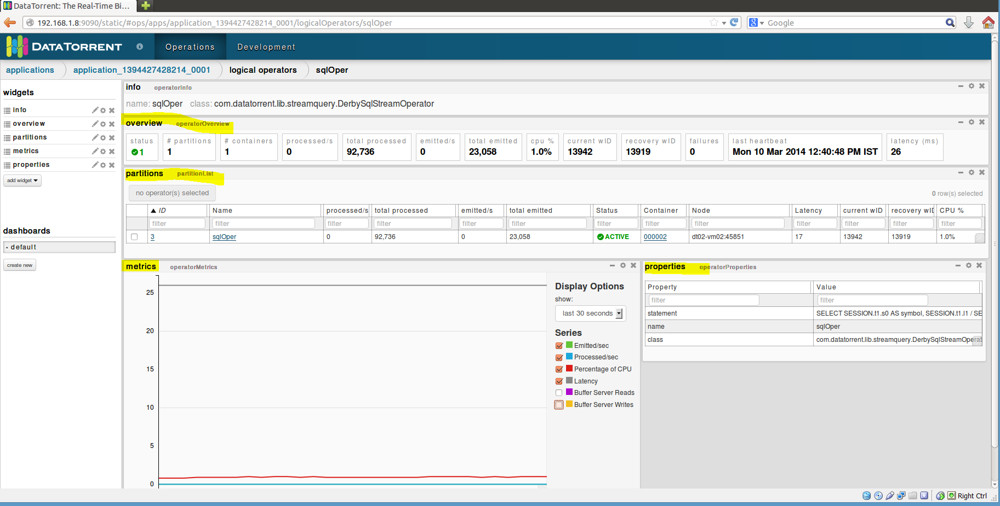 DataTorrent: The Real-Time Bi...
192.168.1.8:9090/static/#ops/apps/application_1394427428214_0001/logicalOperators/sqlOper
Google
DATATORRENT
Operations
Development
applications
application_1394427428214_0001
logical operators
sqlOper
widgets
info
overview
partitions
metrics
properties
add widget
dashboards
default
create new
info operatorInfo
name: sqlOper class: com.datatorrent.lib.streamquery.DerbySqlStreamOperator
overview operatorOverview
status # partitions # containers processed/s total processed emitted/s total emitted cpu % current wID recovery wID failures last heartbeat latency (ms)
1 1 1 0 92,736 0 23,058 1.0% 13942 13919 0 Mon 10 Mar 2014 12:40:48 PM IST 26
partitions partitionList
no operator(s) selected
0 row(s) selected
ID Name processed/s total processed emitted/s total emitted Status Container Node Latency current wID recovery wID CPU %
filter filter filter filter filter filter filter filter filter filter filter filter filter
3 sqlOper 0 92,736 0 23,058 ACTIVE 000002 dt02-vm02:45851 17 13942 13919 1.0%
metrics operatorMetrics
25
20
15
10
5
0
Display Options
show:
last 30 seconds
Series
Emitted/sec
Processed/sec
Percentage of CPU
Latency
Buffer Server Reads
Buffer Server Writes
properties operatorProperties
Property Value
filter filter
statement SELECT SESSION.t1.s0 AS symbol, SESSION.t1.l1 / SE
name sqlOper
class com.datatorrent.lib.streamquery.DerbySqlStreamOperat
Right Ctrl